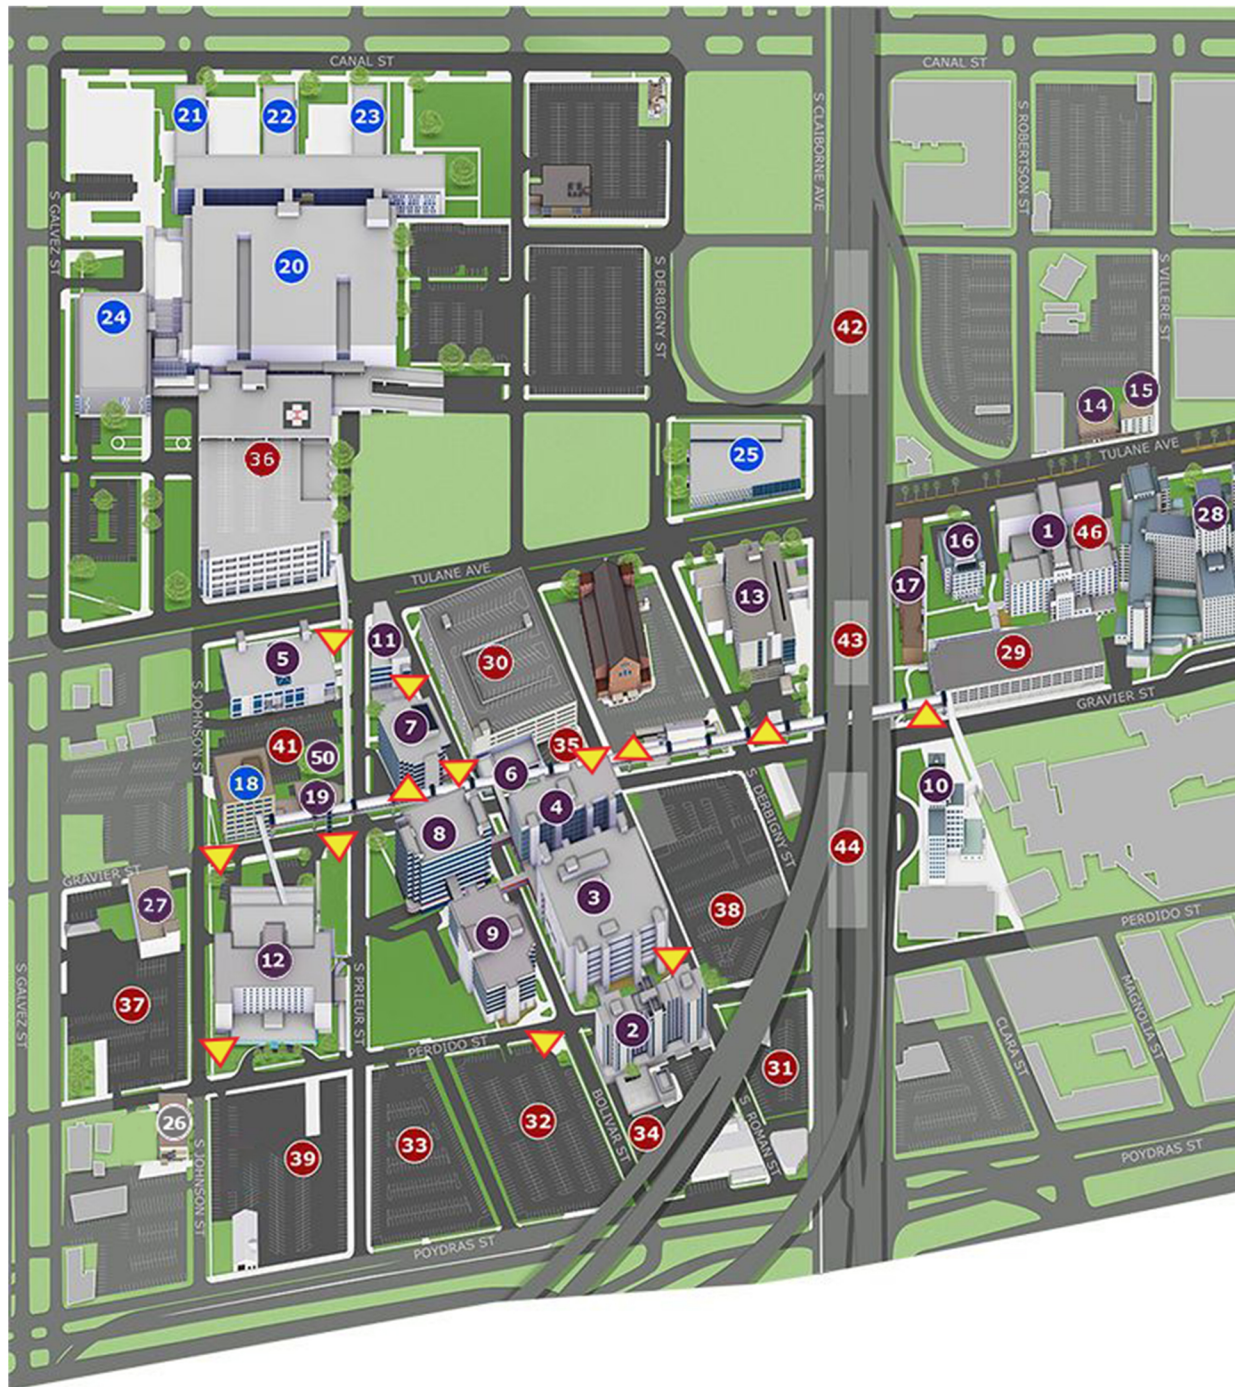 CANAL ST
CANAL ST
21
22
23
S CLAIBORNE AVE
S ROBERTSON ST
S GALVEZ ST
20
S DERBIGNY ST
S VILLERE ST
24
42
14
15
36
25
TULANE AVE
28
1
46
16
TULANE AVE
13
17
11
5
30
43
29
S JOHNSON ST
GRAVIER ST
7
41
50
35
6
18
19
4
10
S DERBIGNY ST
8
44
GRAVIER ST
3
27
38
PERDIDO ST
9
12
S GALVEZ ST
37
S PRIEUR ST
2
MAGNOLIA ST
CLARA ST
PERDIDO ST
31
26
BOLIVAR ST
S ROMAN ST
32
34
33
39
S JOHNSON ST
POYDRAS ST
POYDRAS ST